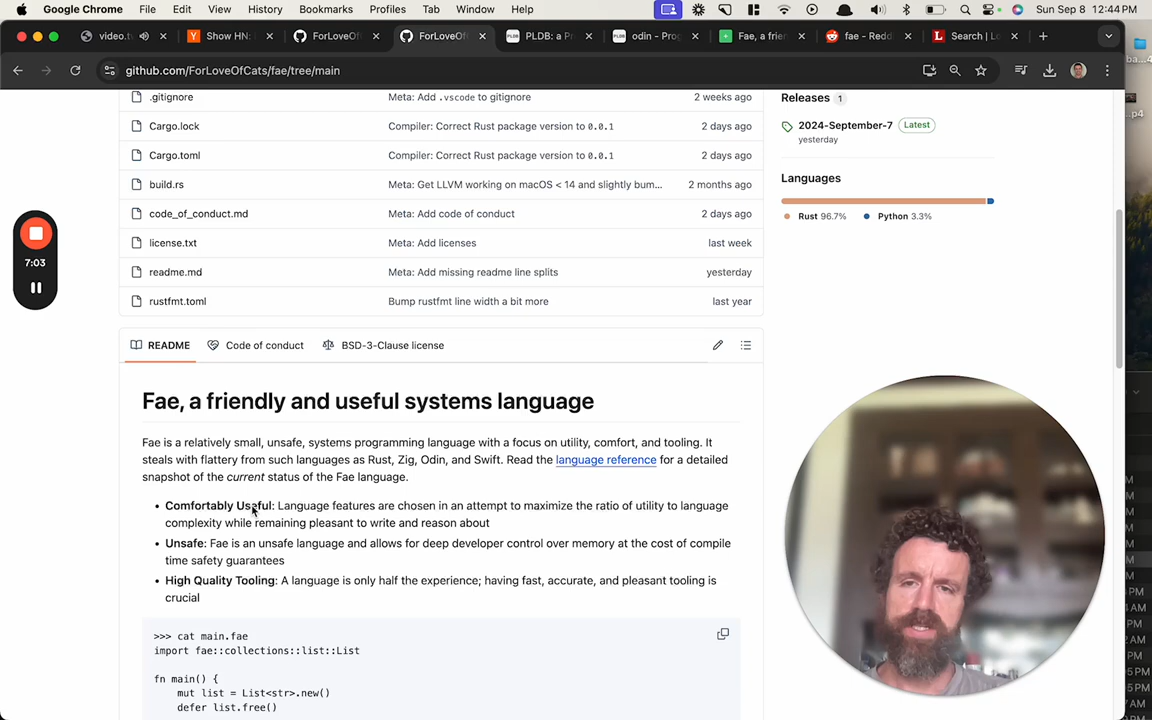 Google Chrome File Edit View History Bookmarks Profiles Tab Window Help Sun Sep 8 12:44 PM
video.t Show HN: ForLoveOf ForLoveOf PLDB: a P odin - Prog Fae, a frien fae - Redd Search | Lo
github.com/ForLoveOfCats/fae/tree/main
.gitignore Meta: Add .vscode to gitignore 2 weeks ago
Cargo.lock Compiler: Correct Rust package version to 0.0.1 2 days ago
Cargo.toml Compiler: Correct Rust package version to 0.0.1 2 days ago
build.rs Meta: Get LLVM working on macOS < 14 and slightly bum... 2 months ago
code_of_conduct.md Meta: Add code of conduct 2 days ago
license.txt Meta: Add licenses last week
readme.md Meta: Add missing readme line splits yesterday
rustfmt.toml Bump rustfmt line width a bit more last year
Releases 1
2024-September-7 Latest
yesterday
Languages
Rust 96.7% Python 3.3%
7:03
README Code of conduct BSD-3-Clause license
Fae, a friendly and useful systems language
Fae is a relatively small, unsafe, systems programming language with a focus on utility, comfort, and tooling. It
steals with flattery from such languages as Rust, Zig, Odin, and Swift. Read the language reference for a detailed
snapshot of the current status of the Fae language.
• Comfortably Useful: Language features are chosen in an attempt to maximize the ratio of utility to language
complexity while remaining pleasant to write and reason about
• Unsafe: Fae is an unsafe language and allows for deep developer control over memory at the cost of compile
time safety guarantees
• High Quality Tooling: A language is only half the experience; having fast, accurate, and pleasant tooling is
crucial
>>> cat main.fae
import fae::collections::list::List
fn main() {
mut list = List<str>.new()
defer list.free()